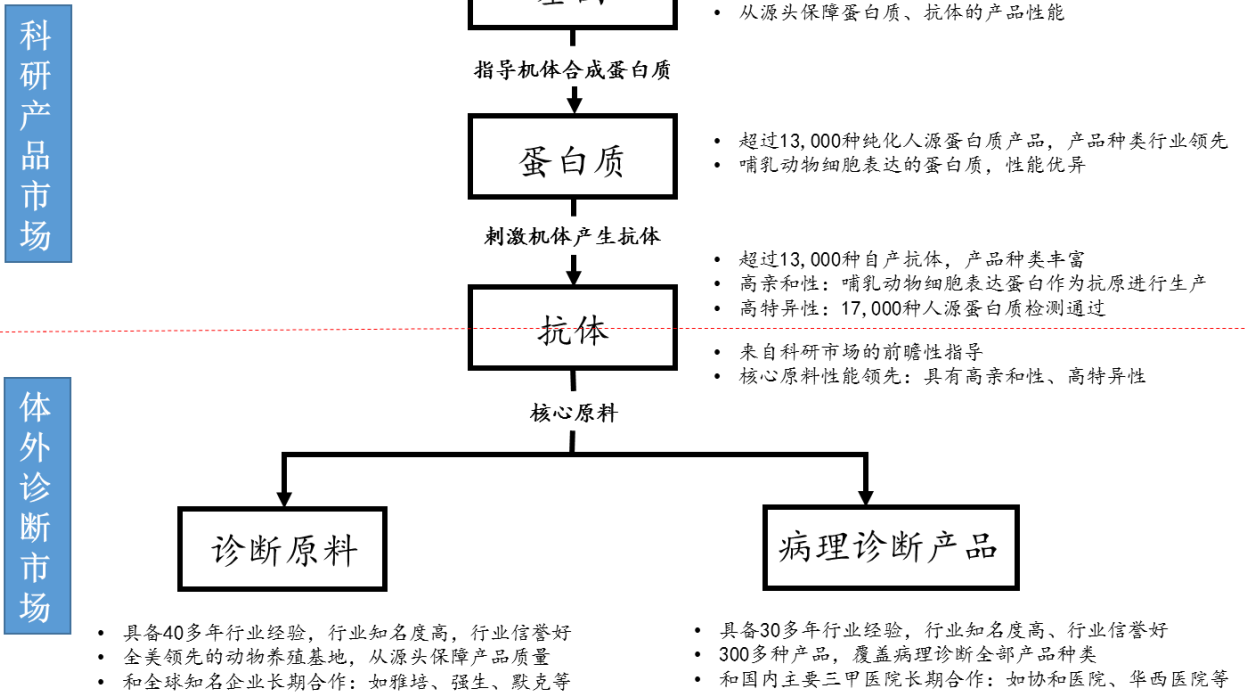 科研产品市场
• 从源头保障蛋白质、抗体的产品性能
指导机体合成蛋白质
蛋白质
• 超过13,000种纯化人源蛋白质产品，产品种类行业领先
• 哺乳动物细胞表达的蛋白质，性能优异
刺激机体产生抗体
• 超过13,000种自产抗体，产品种类丰富
• 高亲和性：哺乳动物细胞表达蛋白作为抗原进行生产
• 高特异性：17,000种人源蛋白质检测通过
抗体
• 来自科研市场的前瞻性指导
• 核心原料性能领先：具有高亲和性、高特异性
体外诊断市场
核心原料
诊断原料
• 具备40多年行业经验，行业知名度高，行业信誉好
• 全美领先的动物养殖基地，从源头保障产品质量
• 和全球知名企业长期合作：如雅培、强生、默克等
病理诊断产品
• 具备30多年行业经验，行业知名度高、行业信誉好
• 300多种产品，覆盖病理诊断全部产品种类
• 和国内主要三甲医院长期合作：如协和医院、华西医院等